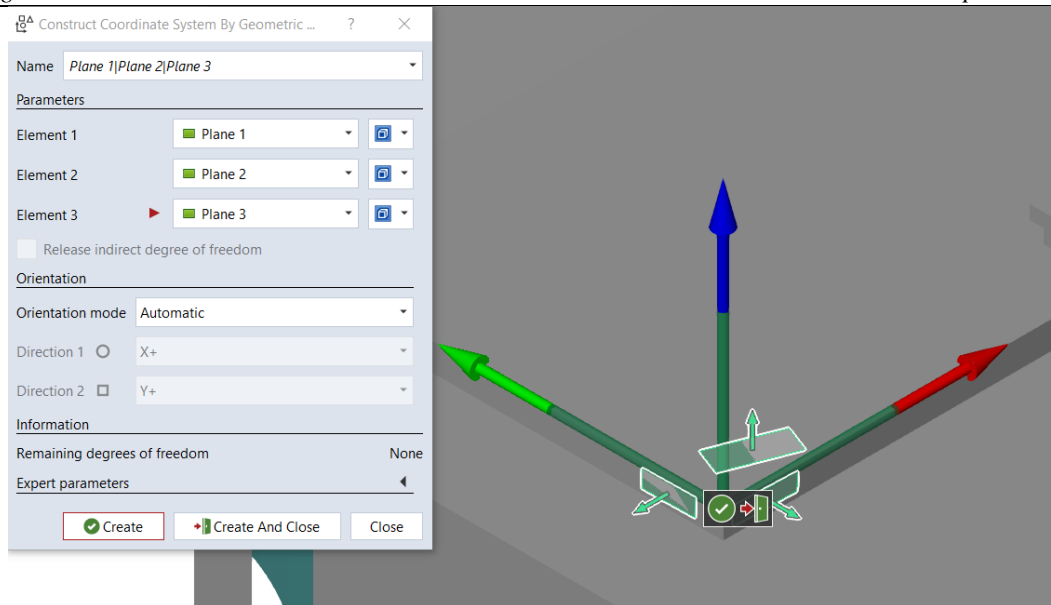 Construct Coordinate System By Geometric ... ?
Name Plane 1|Plane 2|Plane 3
Parameters
Element 1 Plane 1
Element 2 Plane 2
Element 3 Plane 3
Release indirect degree of freedom
Orientation
Orientation mode Automatic
Direction 1 X+
Direction 2 Y+
Information
Remaining degrees of freedom None
Expert parameters
Create Create And Close Close